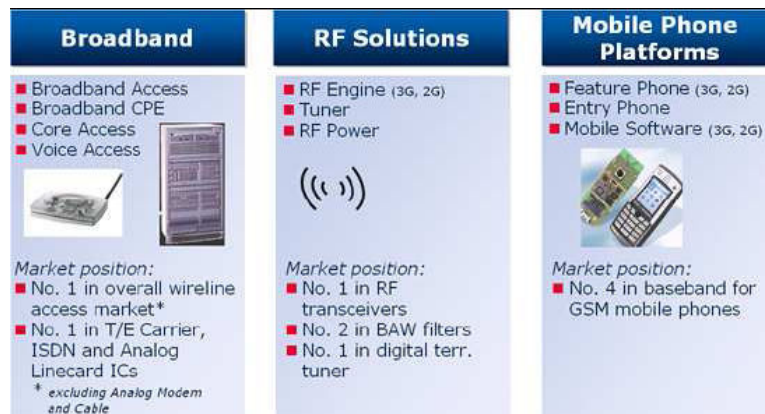 Broadband
■ Broadband Access
■ Broadband CPE
■ Core Access
■ Voice Access
Market position:
■ No. 1 in overall wireline
access market*
■ No. 1 in T/E Carrier,
ISDN and Analog
Linecard ICs
* excluding Analog Modem
and Cable
RF Solutions
■ RF Engine (3G, 2G)
■ Tuner
■ RF Power
Market position:
■ No. 1 in RF
transceivers
■ No. 2 in BAW filters
■ No. 1 in digital terr.
tuner
Mobile Phone
Platforms
■ Feature Phone (3G, 2G)
■ Entry Phone
■ Mobile Software (3G, 2G)
Market position:
■ No. 4 in baseband for
GSM mobile phones